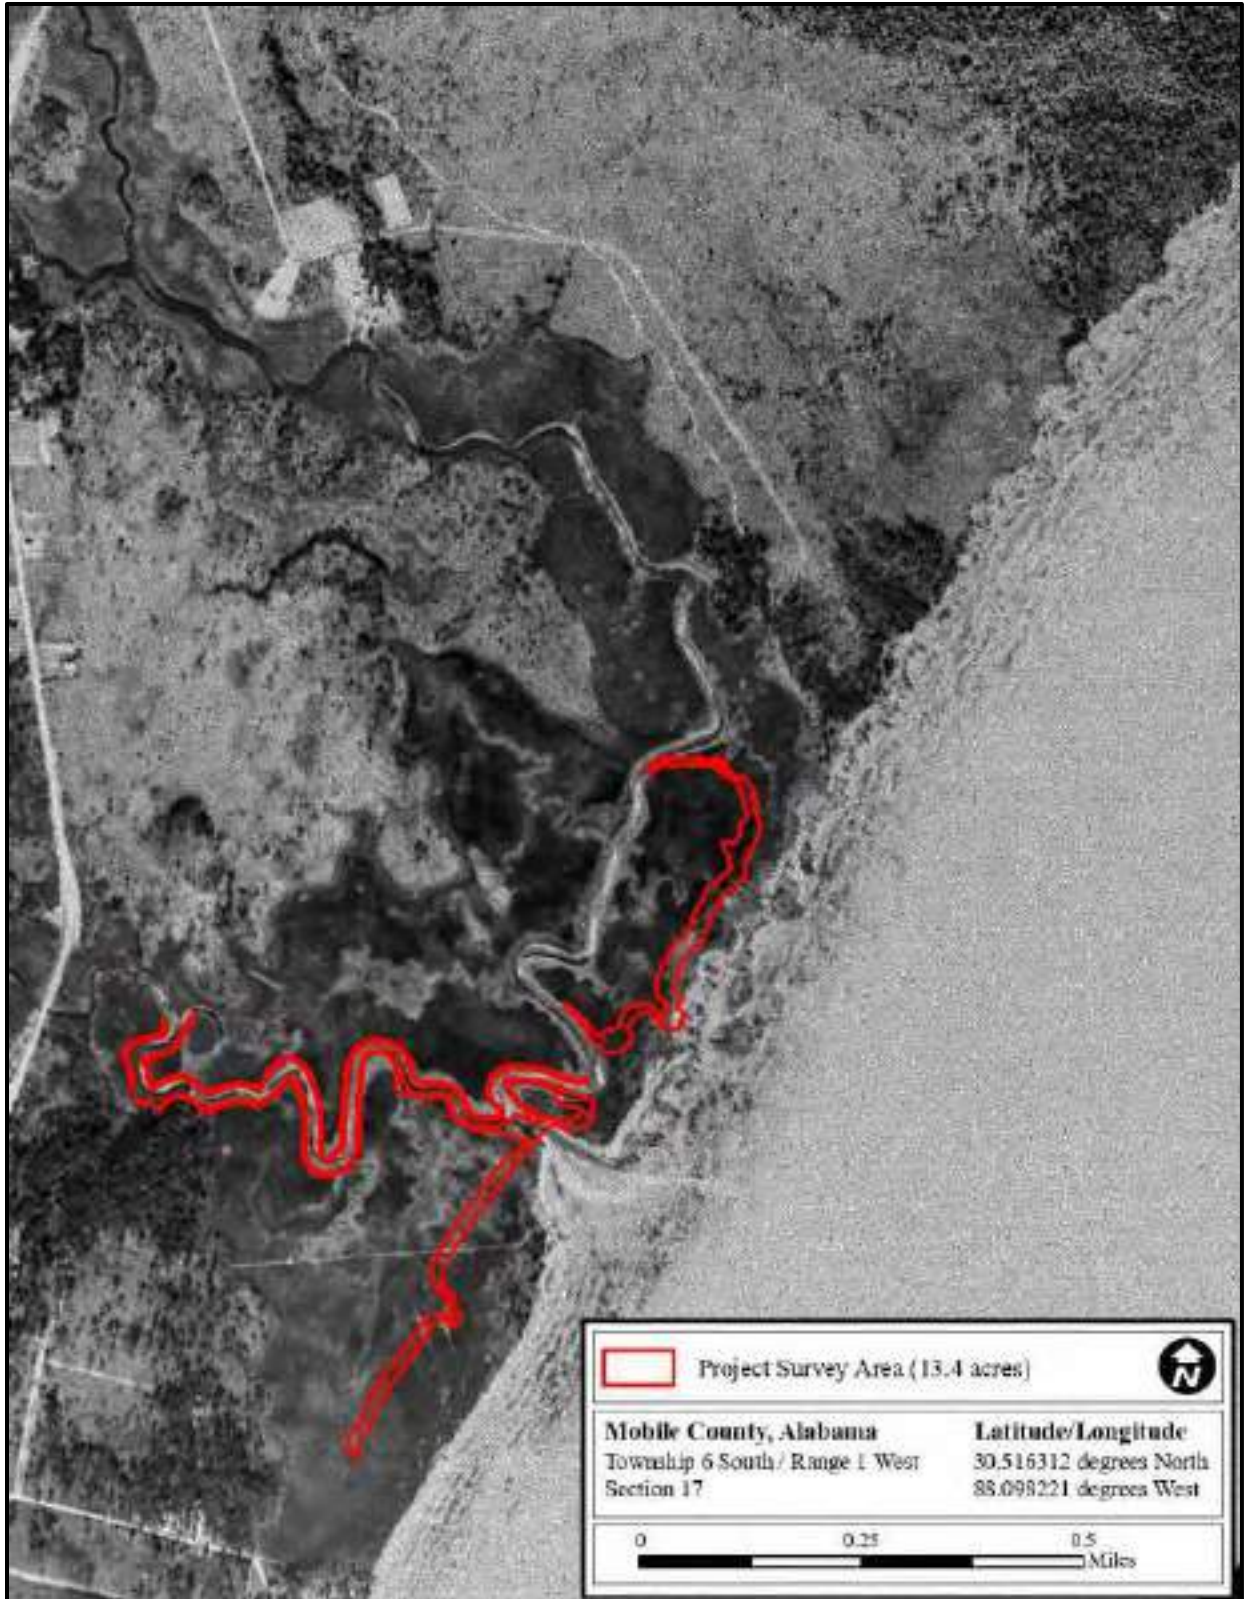 Project Survey Area (13.4 acres)
N
Mobile County, Alabama
Township 6 South / Range 1 West
Section 17
Latitude/Longitude
30.516312 degrees North
88.098221 degrees West
0 0.25 0.5
Miles